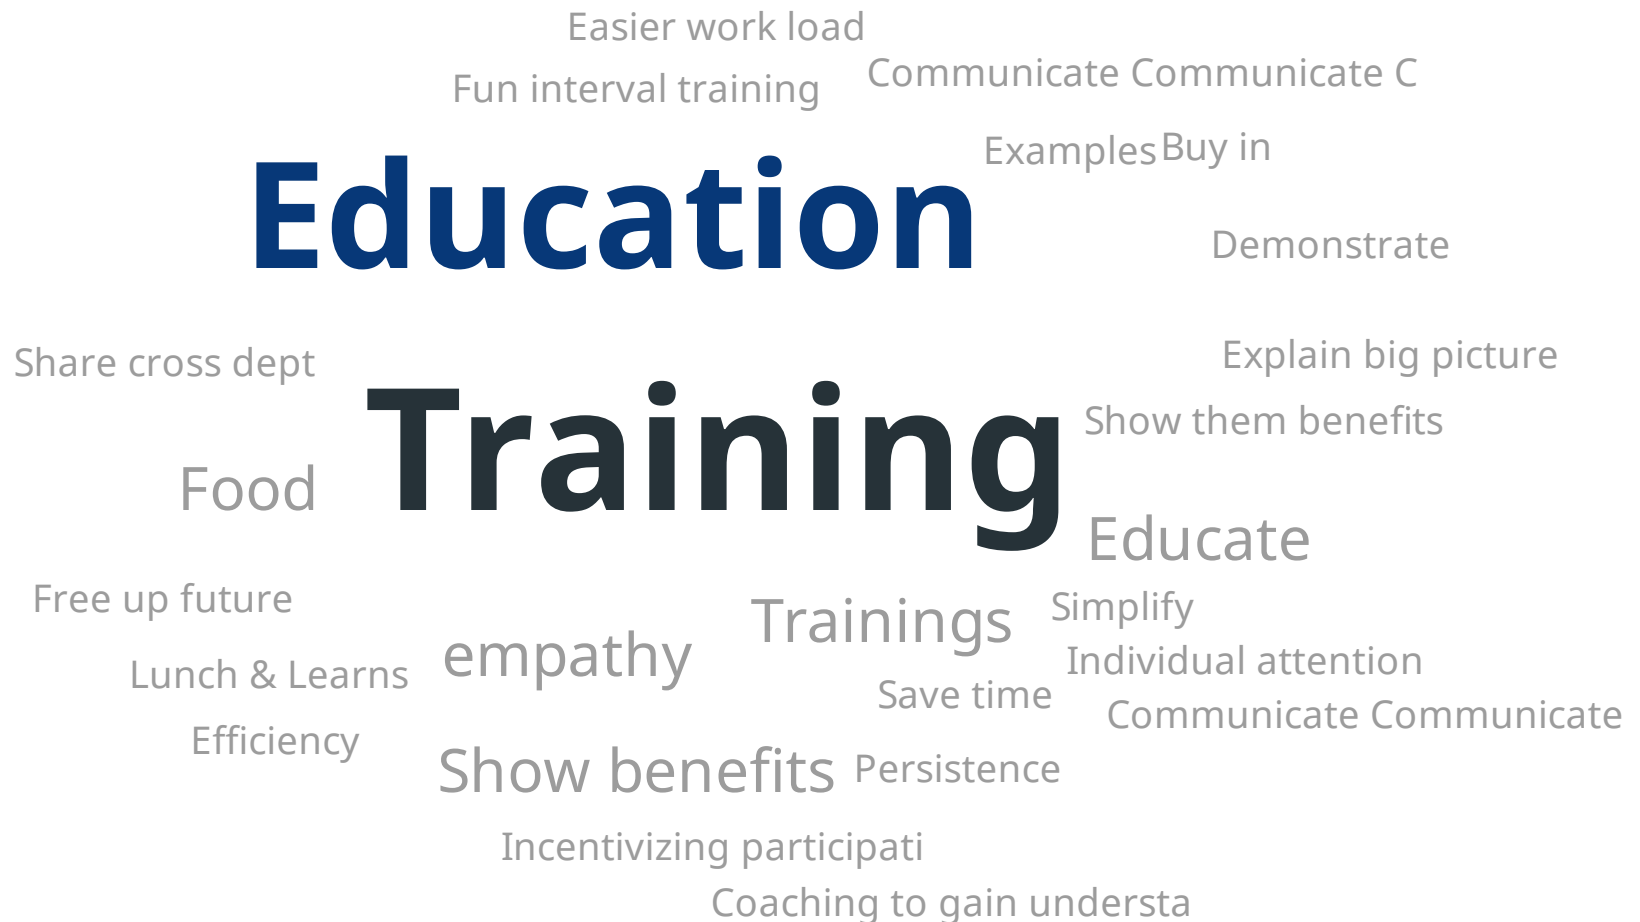 Easier work load
Communicate Communicate C
Fun interval training
Examples
Buy in
Education
Demonstrate
Share cross dept
Explain big picture
Training
Show them benefits
Food
Educate
Free up future
Trainings
Simplify
empathy
Individual attention
Lunch & Learns
Save time
Communicate Communicate
Efficiency
Show benefits
Persistence
Incentivizing participati
Coaching to gain understa